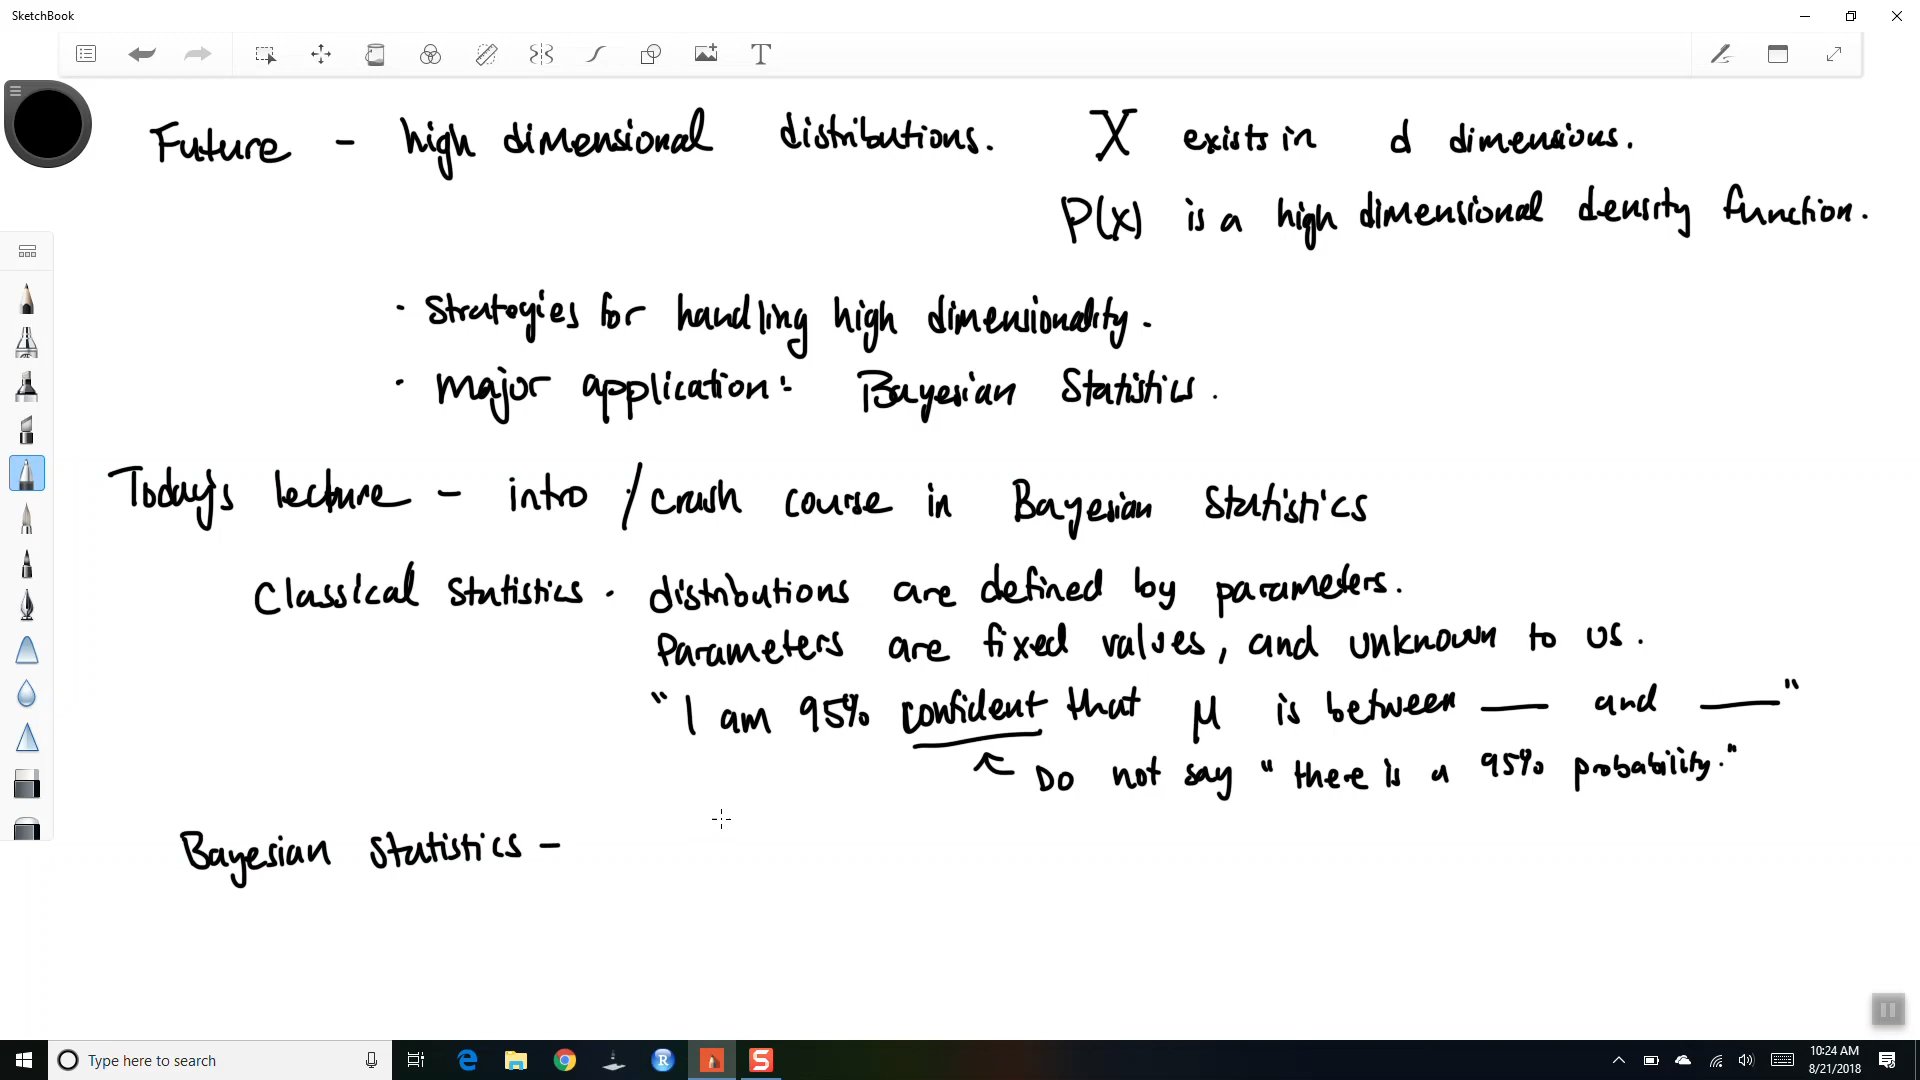 SketchBook
Future - high dimensional distributions. X exists in d dimensions.
P(x) is a high dimensional density function.
· Strategies for handling high dimensionality.
· Major application: Bayesian Statistics.
Today's lecture - intro / crash course in Bayesian Statistics
Classical Statistics · distributions are defined by parameters.
Parameters are fixed values, and unknown to us.
"I am 95% confident that μ is between ___ and ___"
Do not say "there is a 95% probability."
Bayesian Statistics -
Type here to search
10:24 AM
8/21/2018